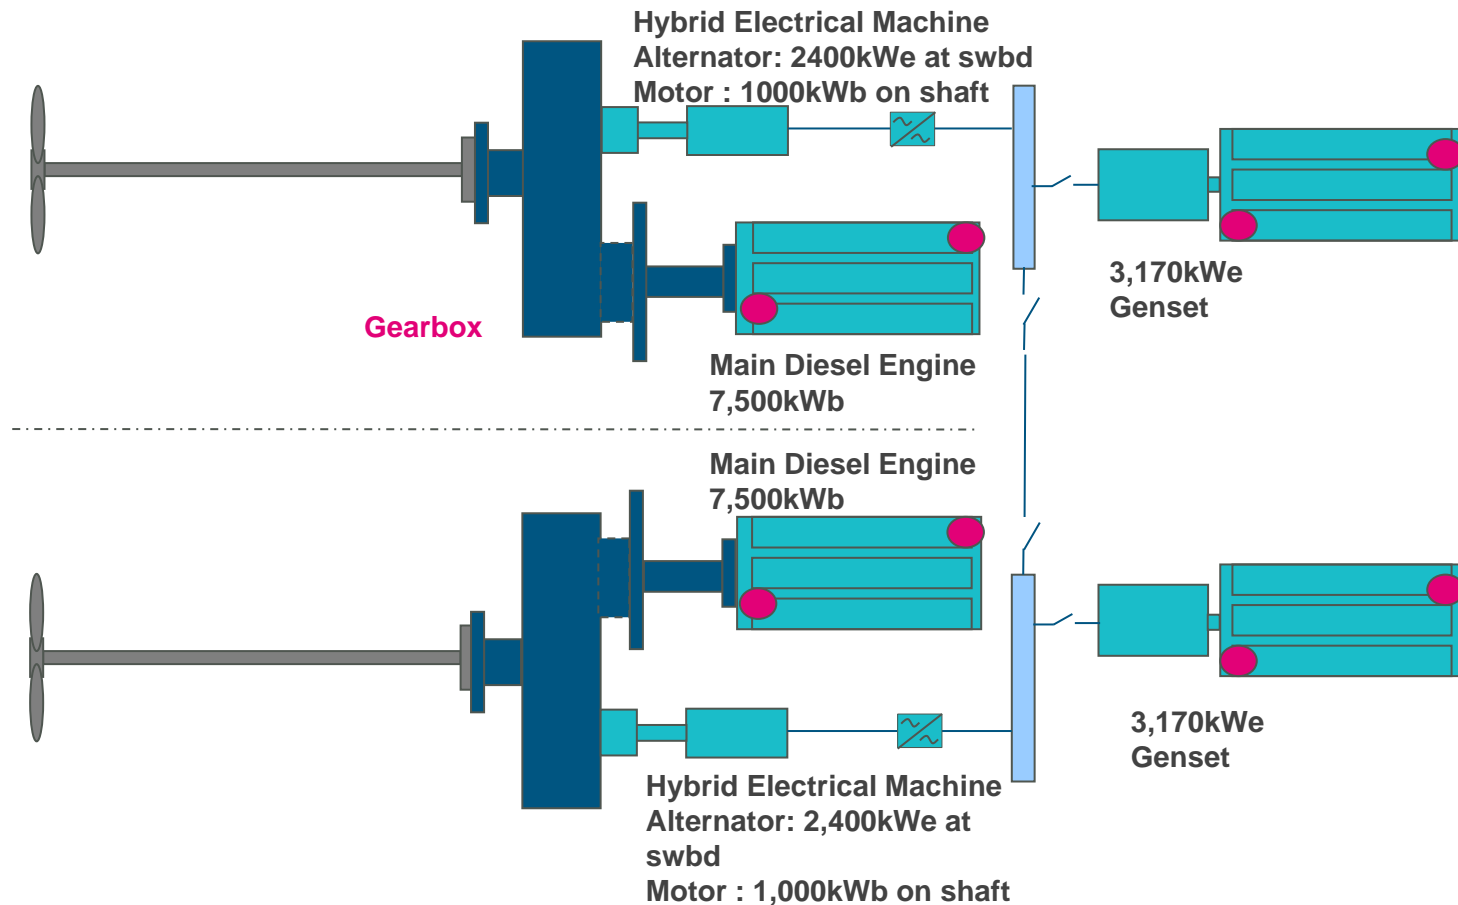 Hybrid Electrical Machine
Alternator: 2400kWe at swbd
Motor : 1000kWb on shaft
3,170kWe
Genset
Gearbox
Main Diesel Engine
7,500kWb
Main Diesel Engine
7,500kWb
3,170kWe
Genset
Hybrid Electrical Machine
Alternator: 2,400kWe at
swbd
Motor : 1,000kWb on shaft